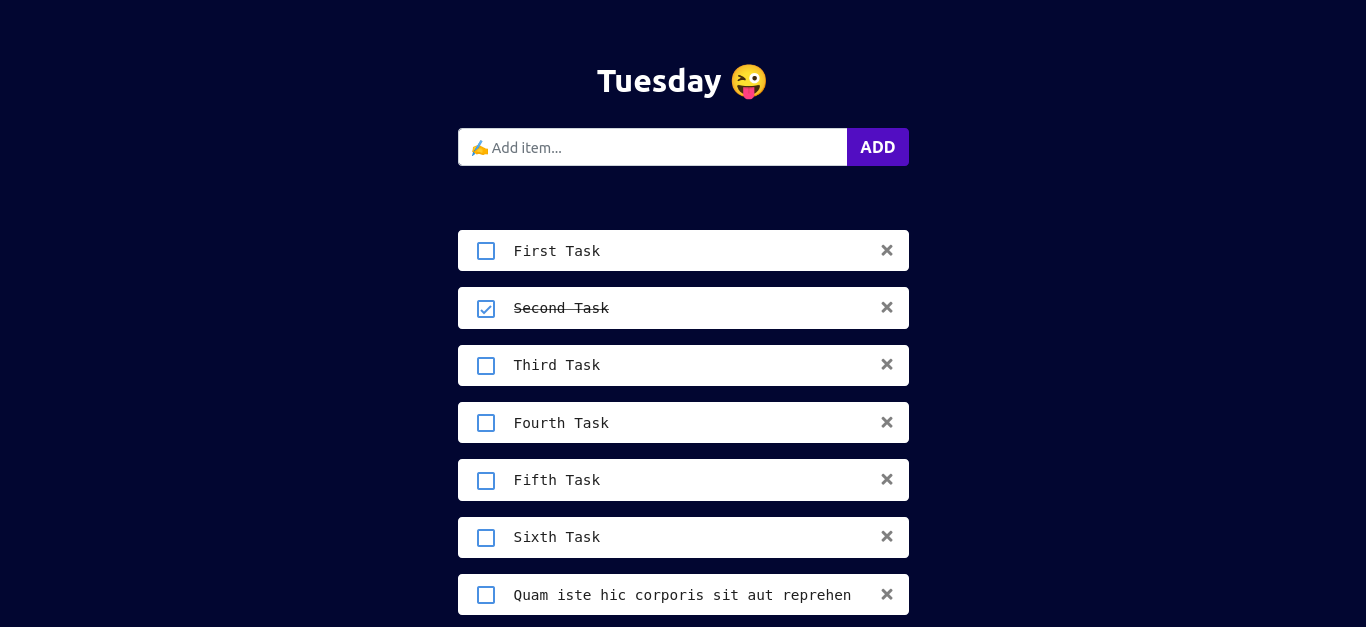 Tuesday 😜
✍️ Add item...
ADD
First Task
Second Task
Third Task
Fourth Task
Fifth Task
Sixth Task
Quam iste hic corporis sit aut reprehen